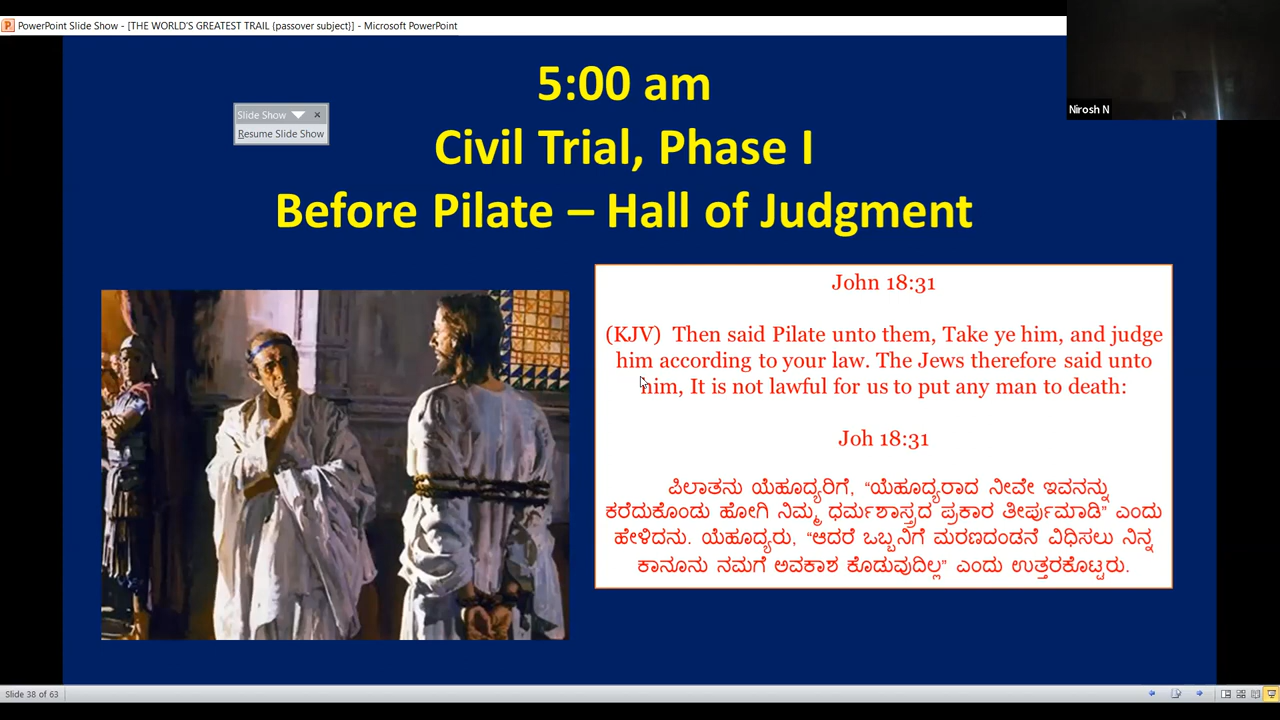 PowerPoint Slide Show - [THE WORLD'S GREATEST TRAIL (passover subject}] - Microsoft PowerPoint
Nirosh N
5:00 am
Slide Show
Resume Slide Show
Civil Trial, Phase I
Before Pilate – Hall of Judgment
John 18:31
(KJV) Then said Pilate unto them, Take ye him, and judge
him according to your law. The Jews therefore said unto
him, It is not lawful for us to put any man to death:
Joh 18:31
ಪಿಲಾತನು ಯೆಹೂದ್ಯರಿಗೆ, “ಯೆಹೂದ್ಯರಾದ ನೀವೇ ಇವನನ್ನು
ಕರೆದುಕೊಂಡು ಹೋಗಿ ನಿಮ್ಮ ಧರ್ಮಶಾಸ್ತ್ರದ ಪ್ರಕಾರ ತೀರ್ಪುಮಾಡಿ” ಎಂದು
ಹೇಳಿದನು. ಯೆಹೂದ್ಯರು, “ಆದರೆ ಒಬ್ಬನಿಗೆ ಮರಣದಂಡನೆ ವಿಧಿಸಲು ನಿನ್ನ
ಕಾನೂನು ನಮಗೆ ಅವಕಾಶ ಕೊಡುವುದಿಲ್ಲ” ಎಂದು ಉತ್ತರಕೊಟ್ಟರು.
Slide 38 of 63